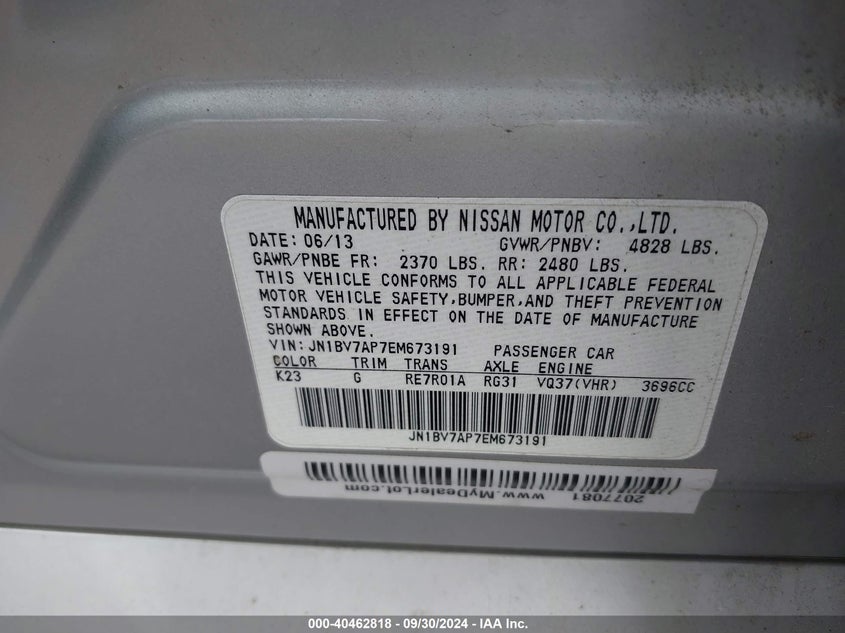 MANUFACTURED BY NISSAN MOTOR CO.,LTD.
DATE: 06/13 GVWR/PNBV: 4828 LBS.
GAWR/PNBE FR: 2370 LBS. RR: 2480 LBS.
THIS VEHICLE CONFORMS TO ALL APPLICABLE FEDERAL
MOTOR VEHICLE SAFETY,BUMPER,AND THEFT PREVENTION
STANDARDS IN EFFECT ON THE DATE OF MANUFACTURE
SHOWN ABOVE.
VIN:JN1BV7AP7EM673191 PASSENGER CAR
COLOR TRIM TRANS AXLE ENGINE
K23 G RE7R01A RG31 VQ37(VHR) 3696CC
JN1BV7AP7EM673191
2077081 www.MyDealerLot.com
000-40462818 - 09/30/2024 - IAA Inc.